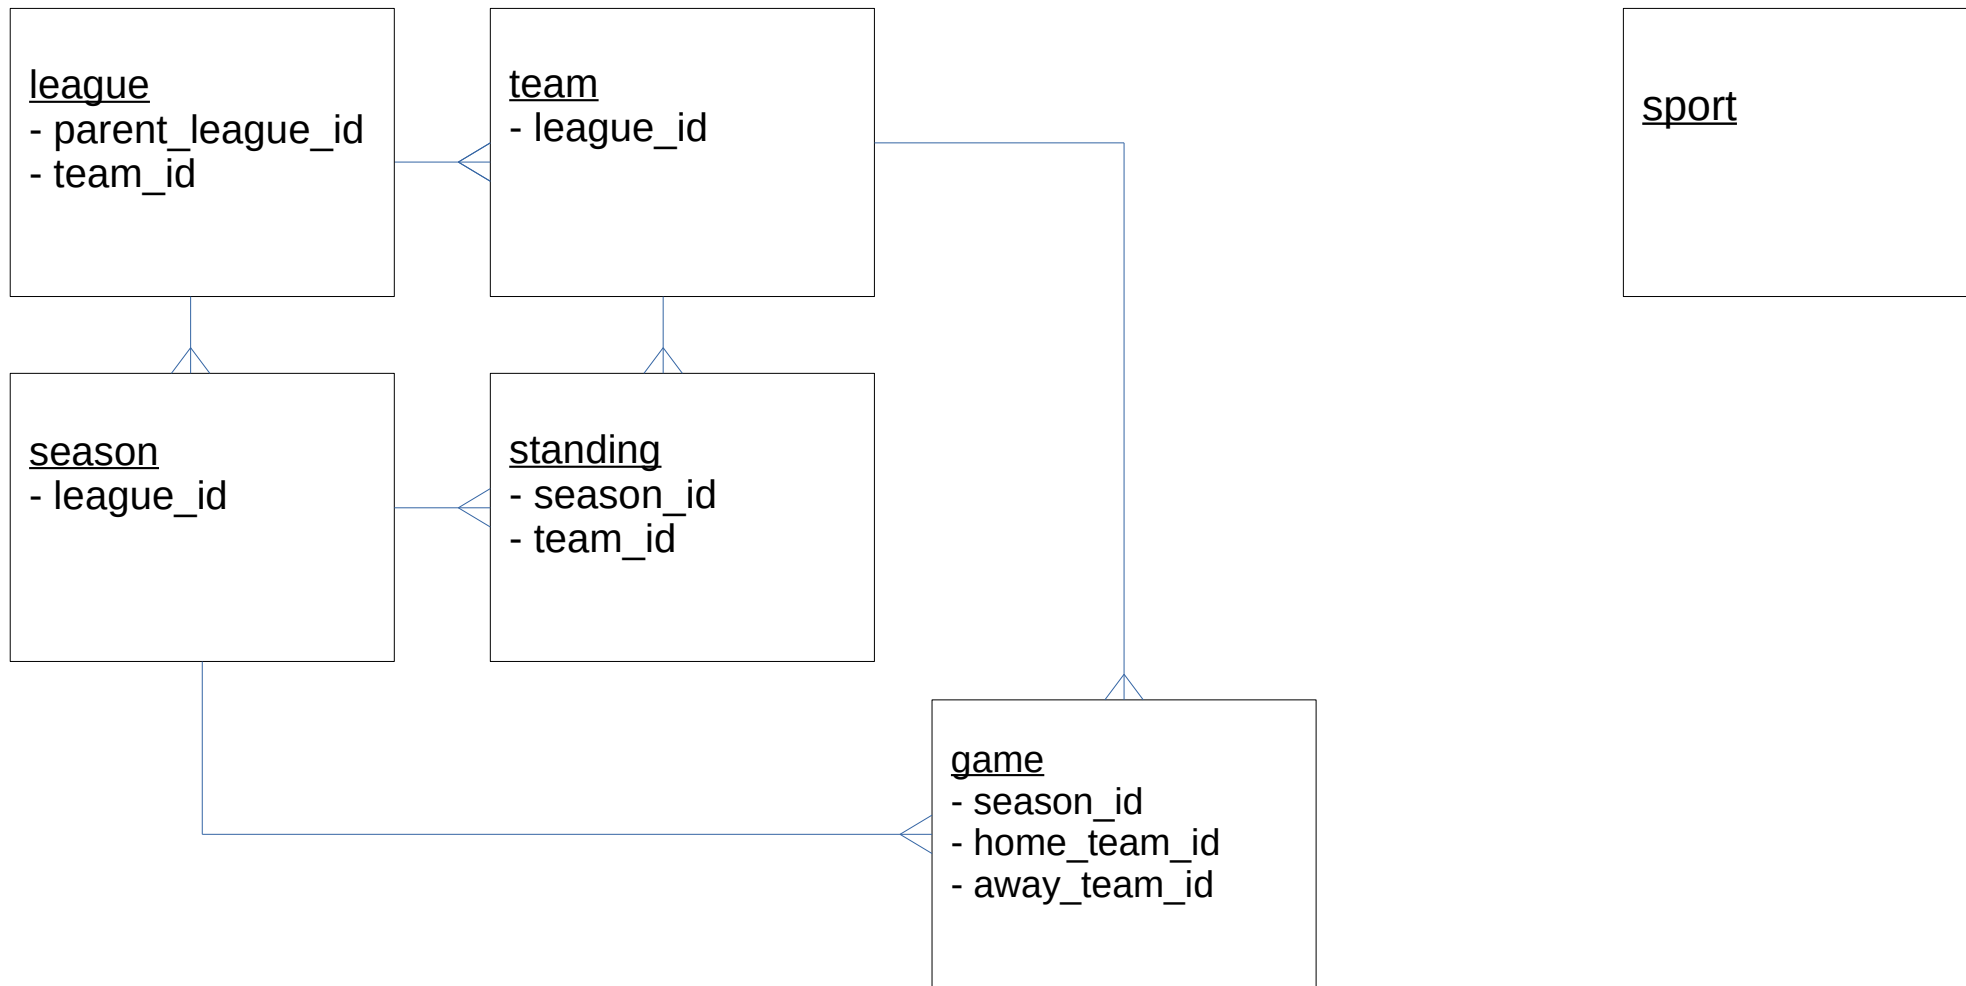 league
- parent_league_id
- team_id
team
- league_id
sport
season
- league_id
standing
- season_id
- team_id
game
- season_id
- home_team_id
- away_team_id